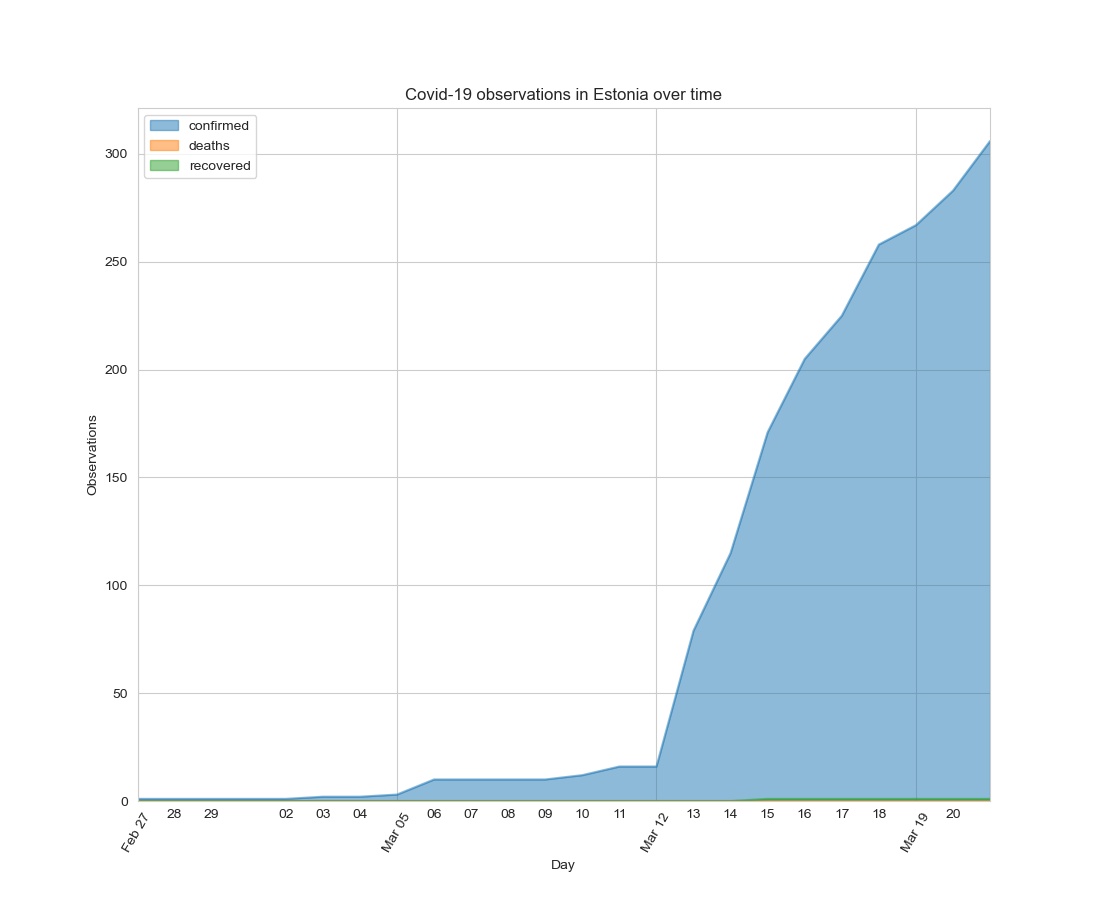 Covid-19 observations in Estonia over time
confirmed
deaths
recovered
300
250
200
150
100
50
0
Observations
Feb 27 28 29 02 03 04 Mar 05 06 07 08 09 10 11 Mar 12 13 14 15 16 17 18 Mar 19 20
Day